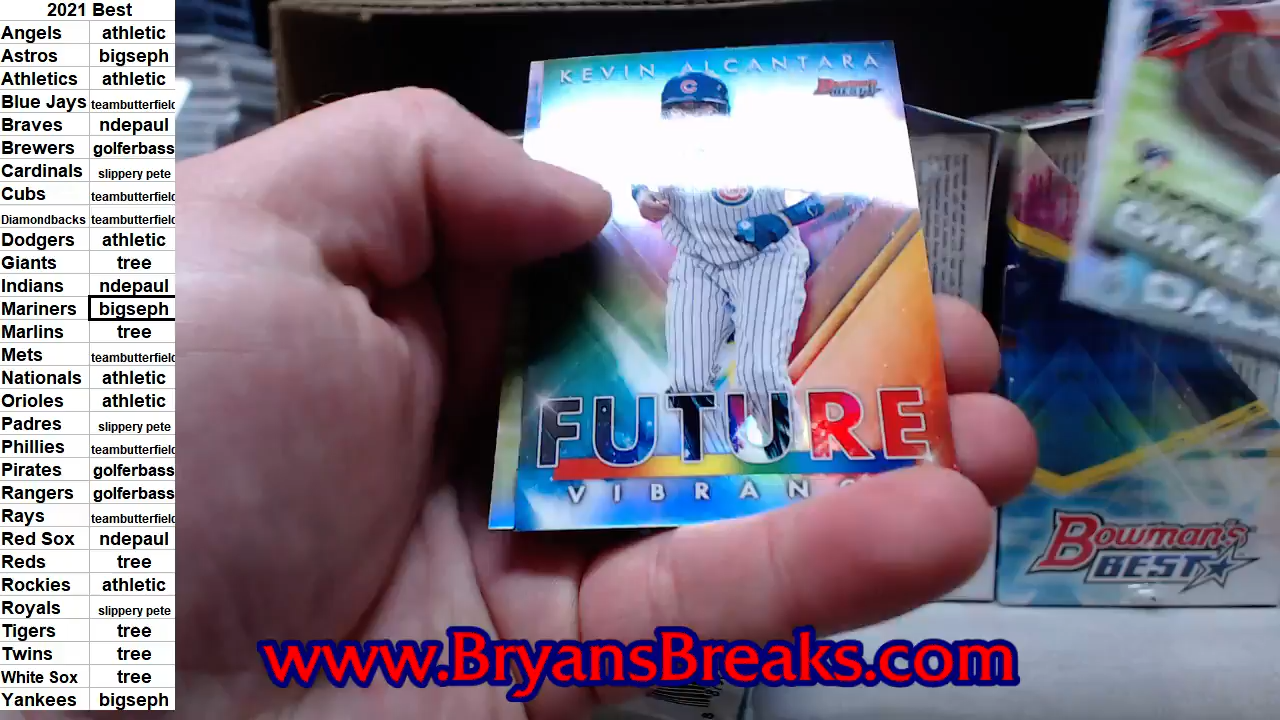 2021 Best
Angels athletic
Astros bigseph
Athletics athletic
Blue Jays teambutterfield
Braves ndepaul
Brewers golferbass
Cardinals slippery pete
Cubs teambutterfield
Diamondbacks teambutterfield
Dodgers athletic
Giants tree
Indians ndepaul
Mariners bigseph
Marlins tree
Mets teambutterfield
Nationals athletic
Orioles athletic
Padres slippery pete
Phillies teambutterfield
Pirates golferbass
Rangers golferbass
Rays teambutterfield
Red Sox ndepaul
Reds tree
Rockies athletic
Royals slippery pete
Tigers tree
Twins tree
White Sox tree
Yankees bigseph
KEVIN ALCANTARA
Bowman's BEST
FUTURE
VIBRANC
Bowman's
BEST
www.BryansBreaks.com